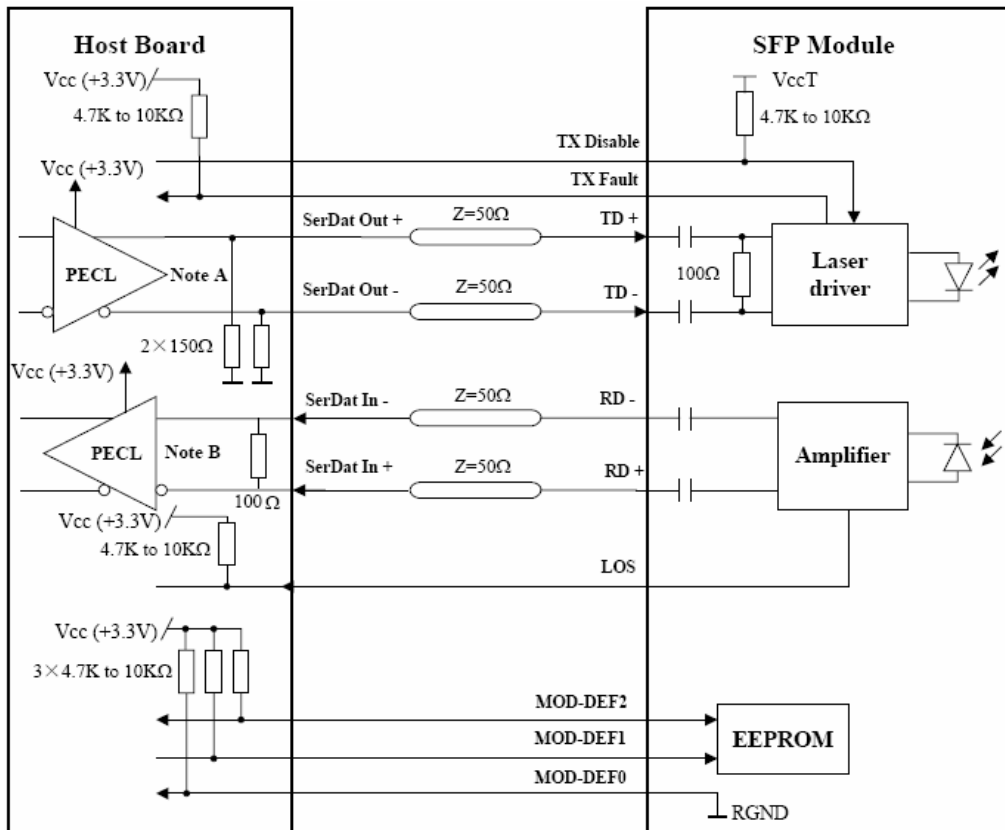 Host Board
SFP Module
Vcc (+3.3V)
4.7K to 10KΩ
VccT
4.7K to 10KΩ
TX Disable
Vcc (+3.3V)
TX Fault
SerDat Out +
Z=50Ω
TD +
PECL
Note A
100Ω
Laser
driver
SerDat Out -
Z=50Ω
TD -
2×150Ω
Vcc (+3.3V)
SerDat In -
Z=50Ω
RD -
PECL
Note B
Amplifier
SerDat In +
Z=50Ω
RD +
100Ω
Vcc (+3.3V)
4.7K to 10KΩ
LOS
Vcc (+3.3V)
3×4.7K to 10KΩ
MOD-DEF2
EEPROM
MOD-DEF1
MOD-DEF0
RGND